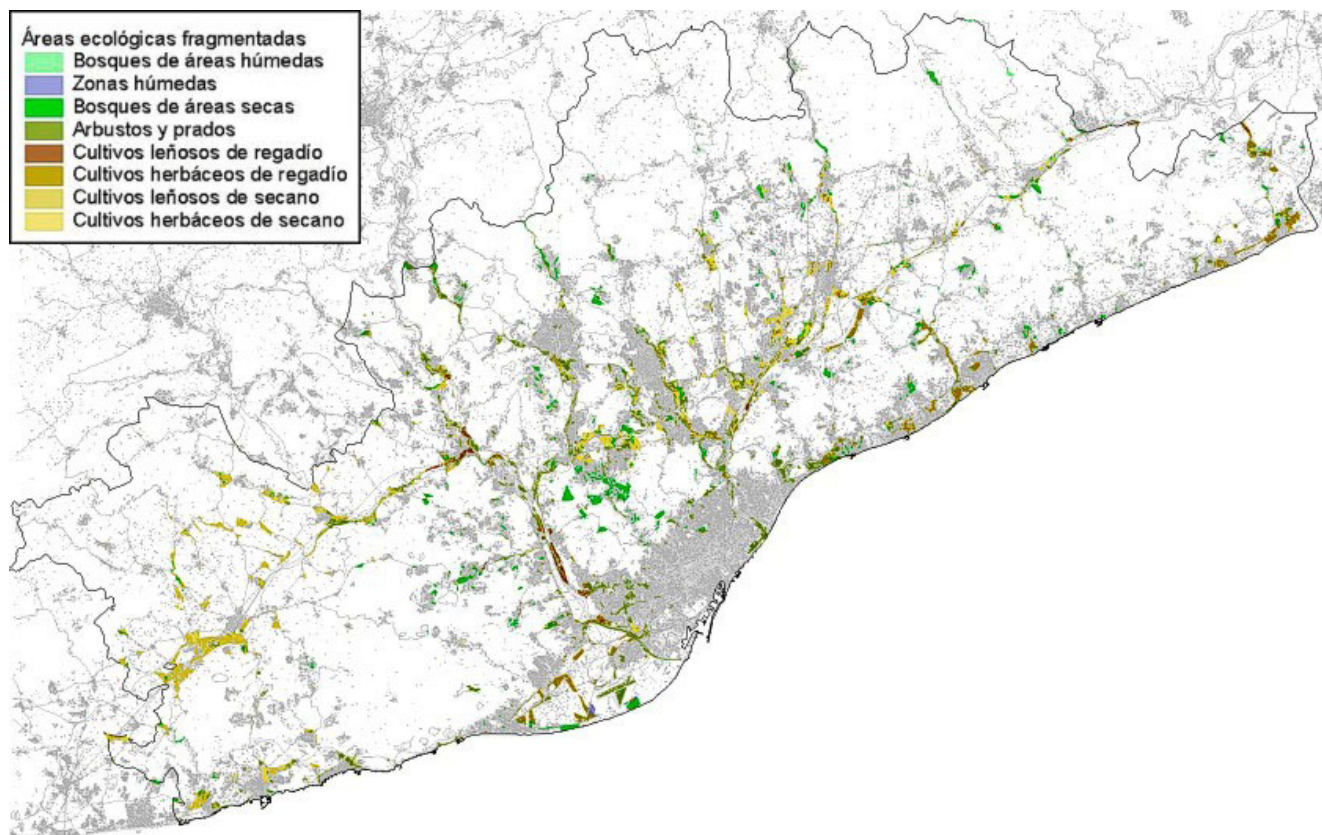 Áreas ecológicas fragmentadas
Bosques de áreas húmedas
Zonas húmedas
Bosques de áreas secas
Arbustos y prados
Cultivos leñosos de regadío
Cultivos herbáceos de regadío
Cultivos leñosos de secano
Cultivos herbáceos de secano